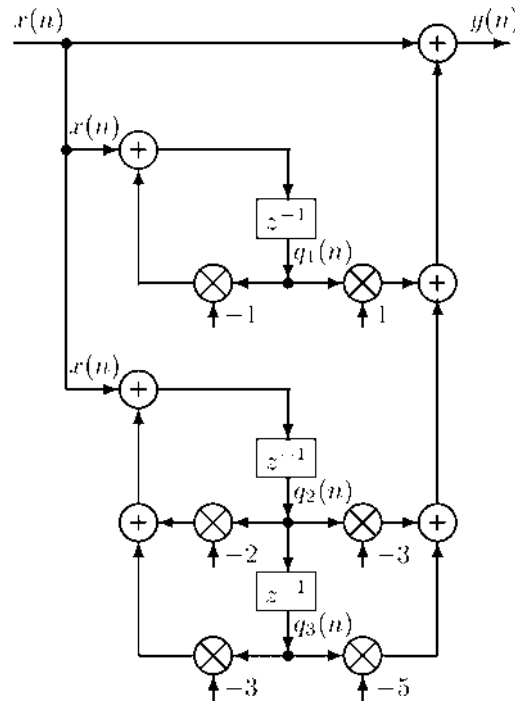 x(n) y(n)
+
x(n)
+
z⁻¹
q₁(n)
+
−1 1
x(n)
+
z⁻¹
q₂(n)
+ +
−2 −3
z⁻¹
q₃(n)
−3 −5